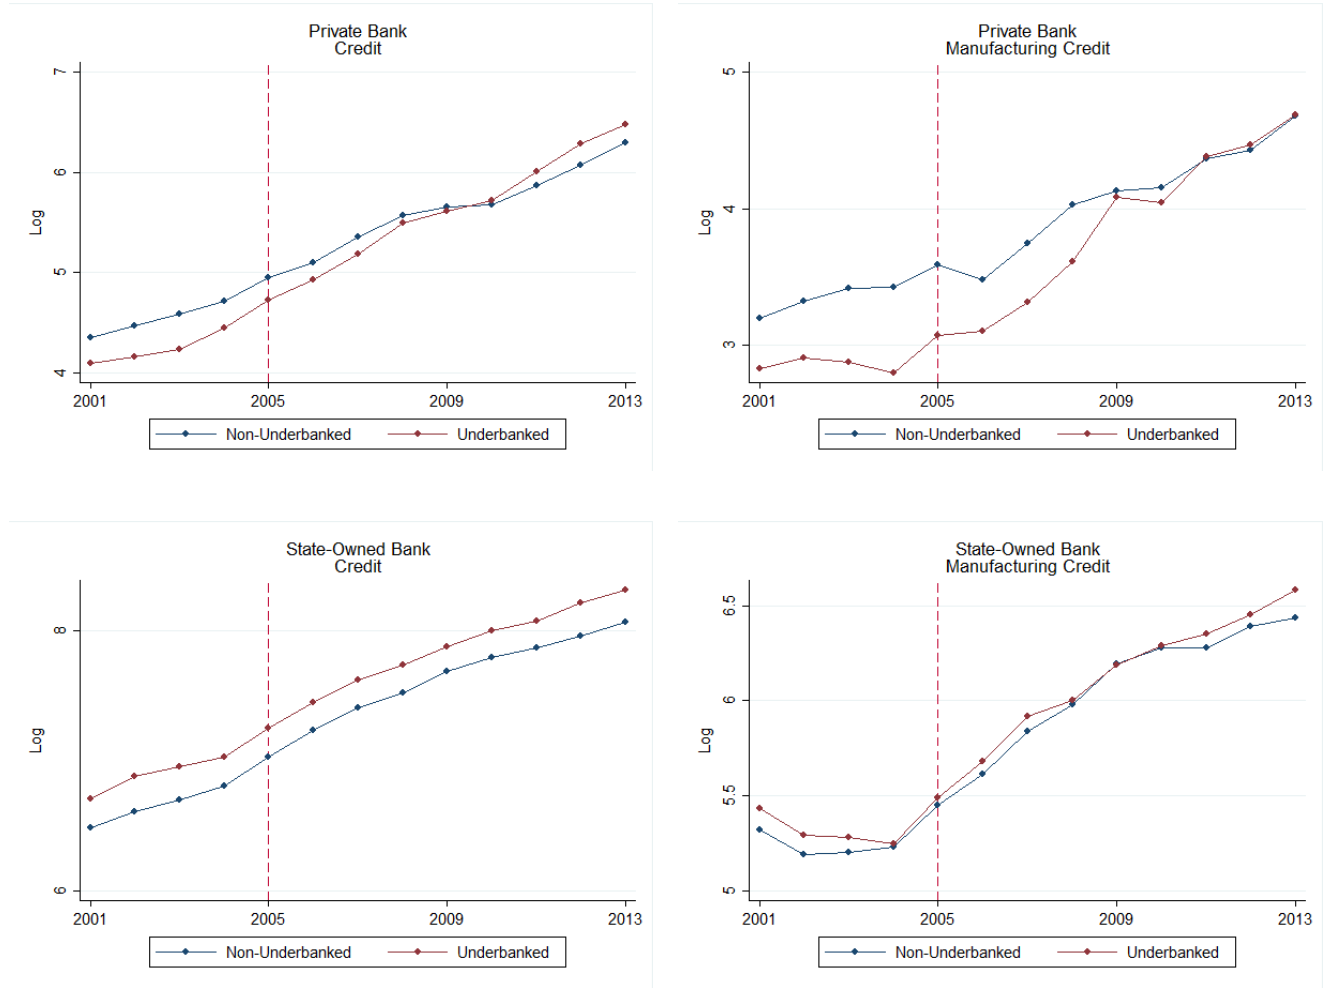 Private Bank
Credit
7
6
5
4
Log
2001 2005 2009 2013
Non-Underbanked Underbanked
Private Bank
Manufacturing Credit
5
4
3
Log
2001 2005 2009 2013
Non-Underbanked Underbanked
State-Owned Bank
Credit
8
6
Log
2001 2005 2009 2013
Non-Underbanked Underbanked
State-Owned Bank
Manufacturing Credit
6.5
6
5.5
5
Log
2001 2005 2009 2013
Non-Underbanked Underbanked